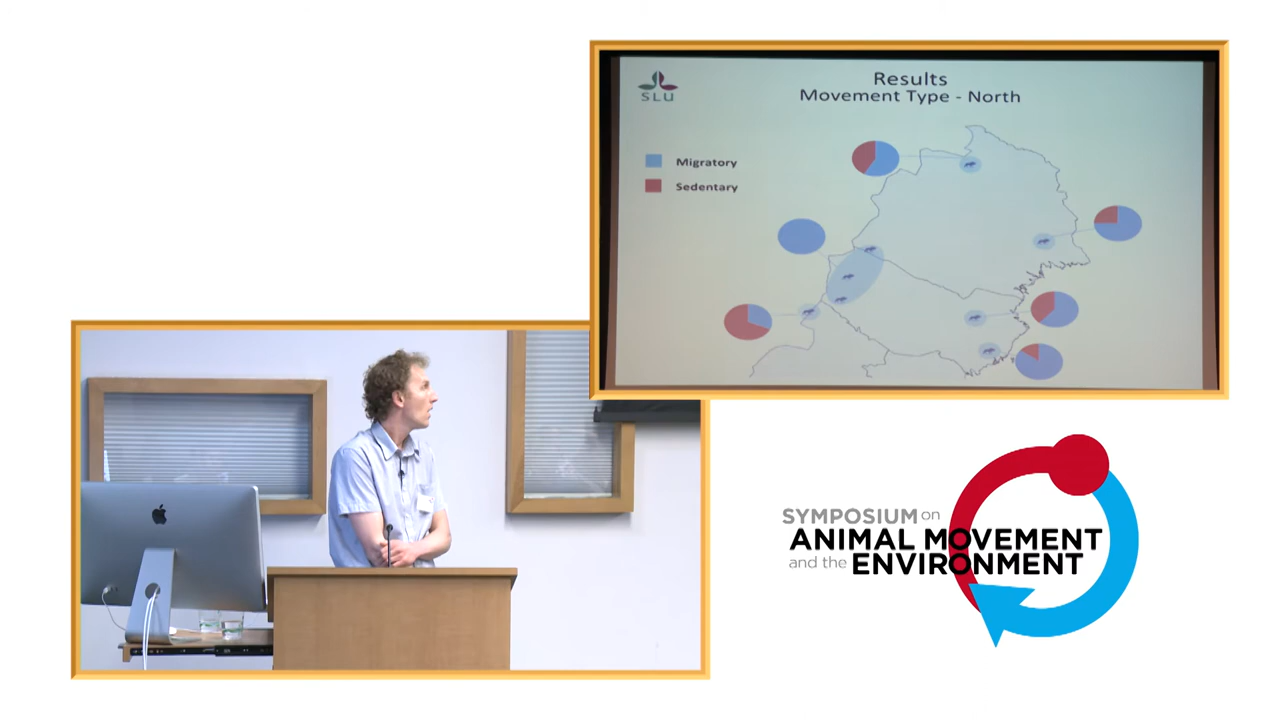 SLU
Results
Movement Type - North
Migratory
Sedentary
SYMPOSIUM on
ANIMAL MOVEMENT
and the ENVIRONMENT